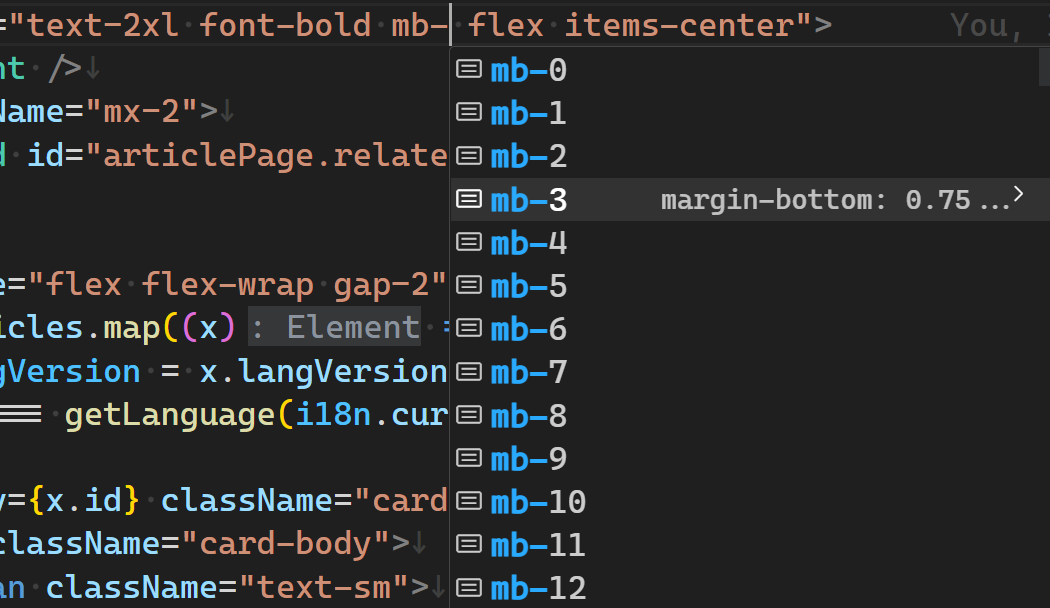 ="text-2xl font-bold mb- flex items-center"> You,
nt />↓
Name="mx-2">↓
d id="articlePage.relate
e="flex flex-wrap gap-2"
icles.map((x) : Element =
gVersion = x.langVersion
=== getLanguage(i18n.cur
y={x.id} className="card
className="card-body">↓
an className="text-sm">↓
mb-0
mb-1
mb-2
mb-3 margin-bottom: 0.75 ...>
mb-4
mb-5
mb-6
mb-7
mb-8
mb-9
mb-10
mb-11
mb-12